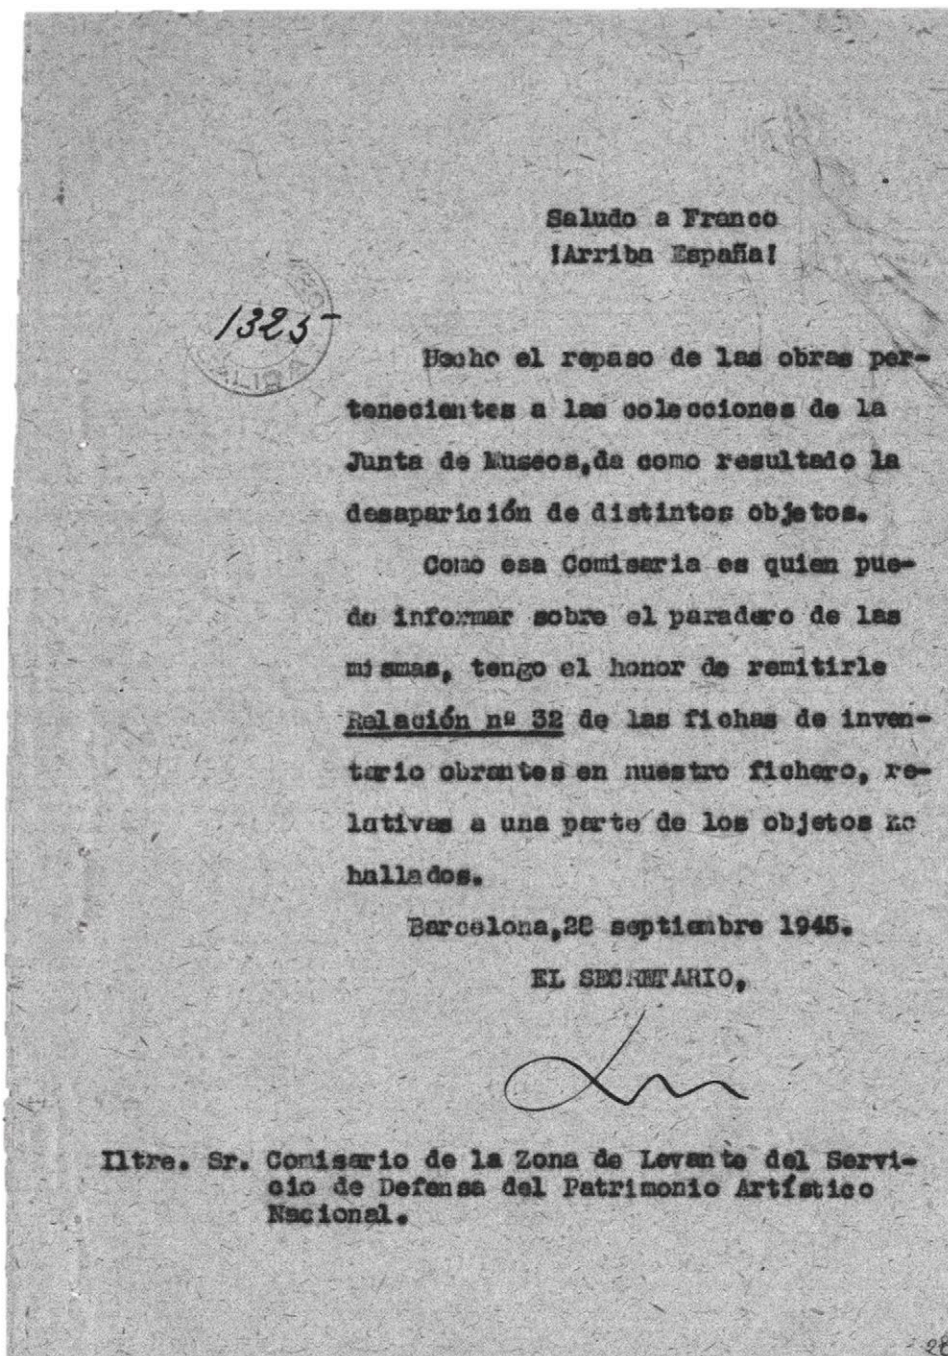 Saludo a Franco
¡Arriba España!
1325
ALIDA
Hecho el repaso de las obras per-
tenecientes a las colecciones de la
Junta de Museos,da como resultado la
desaparición de distintos objetos.
Como esa Comisaria es quien pue-
de informar sobre el paradero de las
mismas, tengo el honor de remitirle
Relación nº 32 de las fichas de inven-
tario obrantes en nuestro fichero, re-
lativas a una parte de los objetos no
hallados.
Barcelona,28 septiembre 1945.
EL SECRETARIO,
Iltre. Sr. Comisario de la Zona de Levante del Servi-
cio de Defensa del Patrimonio Artístico
Nacional.
28